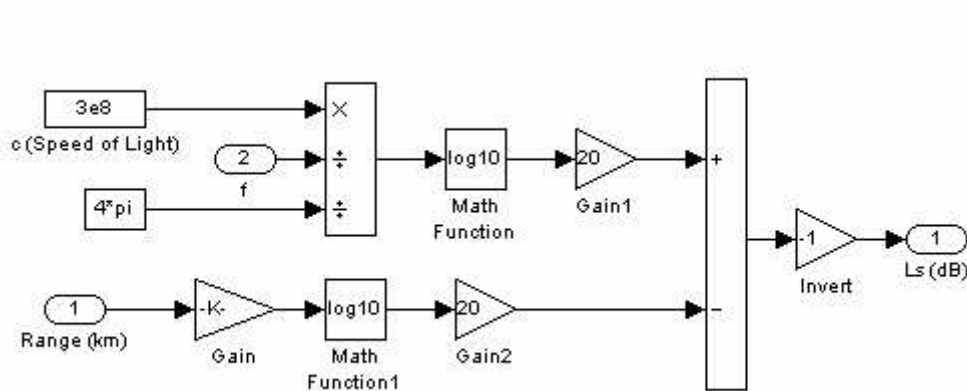 3e8
c (Speed of Light)
×
2
f
÷
4*pi
÷
log10
Math
Function
20
Gain1
+
-1
Invert
1
Ls (dB)
1
Range (km)
-K-
Gain
log10
Math
Function1
20
Gain2
−